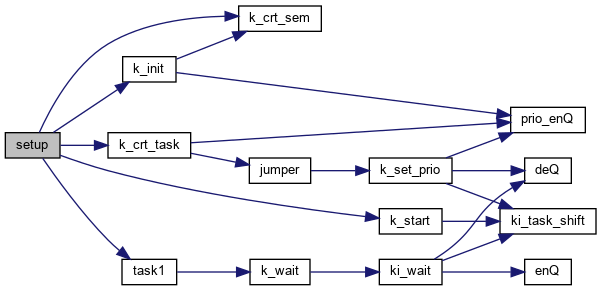 k_crt_sem
k_init
prio_enQ
setup
k_crt_task
jumper
k_set_prio
deQ
k_start
ki_task_shift
task1
k_wait
ki_wait
enQ